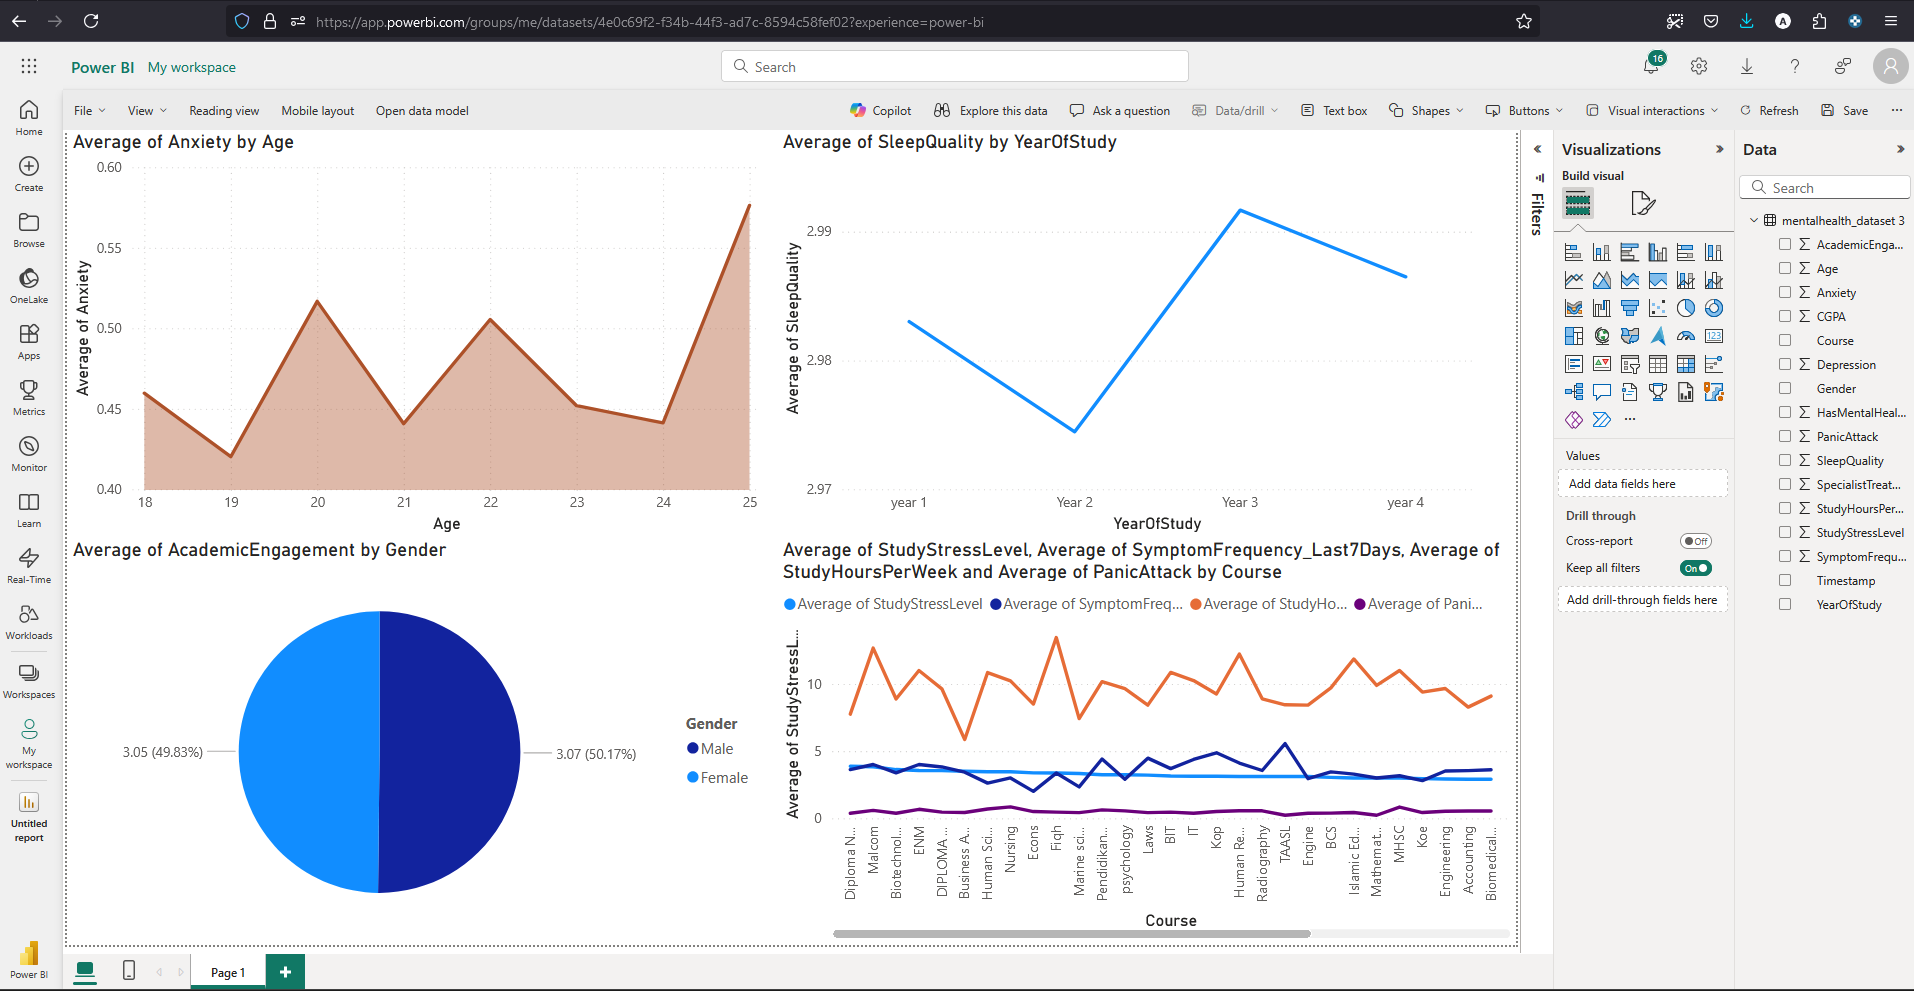 https://app.powerbi.com/groups/me/datasets/4e0c69f2-f34b-44f3-ad7c-8594c58fef02?experience=power-bi
Power BI My workspace
Search
16
File View Reading view Mobile layout Open data model
Copilot Explore this data Ask a question Data/drill Text box Shapes Buttons Visual interactions Refresh Save
Home
Create
Browse
OneLake
Apps
Metrics
Monitor
Learn
Real-Time
Workloads
Workspaces
My workspace
Untitled report
Power BI
Average of Anxiety by Age
Average of Anxiety
0.60
0.55
0.50
0.45
0.40
18 19 20 21 22 23 24 25
Age
Average of SleepQuality by YearOfStudy
Average of SleepQuality
2.99
2.98
2.97
year 1 Year 2 Year 3 year 4
YearOfStudy
Average of AcademicEngagement by Gender
3.05 (49.83%)
3.07 (50.17%)
Gender
Male
Female
Average of StudyStressLevel, Average of SymptomFrequency_Last7Days, Average of
StudyHoursPerWeek and Average of PanicAttack by Course
Average of StudyStressLevel Average of SymptomFreq... Average of StudyHo... Average of Pani...
Average of StudyStressL...
10
5
0
Diploma N...
Malcom
Biotechnol...
ENM
DIPLOMA ...
Business A...
Human Sci...
Nursing
Econs
Fiqh
Marine sci...
Pendidikan...
psychology
Laws
BIT
IT
Kop
Human Re...
Radiography
TAASL
Engine
BCS
Islamic Ed...
Mathemat...
MHSC
Koe
Engineering
Accounting
Biomedical...
Course
Page 1
Filters
Visualizations
Build visual
123
Values
Add data fields here
Drill through
Cross-report Off
Keep all filters On
Add drill-through fields here
Data
Search
mentalhealth_dataset 3
AcademicEnga...
Age
Anxiety
CGPA
Course
Depression
Gender
HasMentalHeal...
PanicAttack
SleepQuality
SpecialistTreat...
StudyHoursPer...
StudyStressLevel
SymptomFrequ...
Timestamp
YearOfStudy